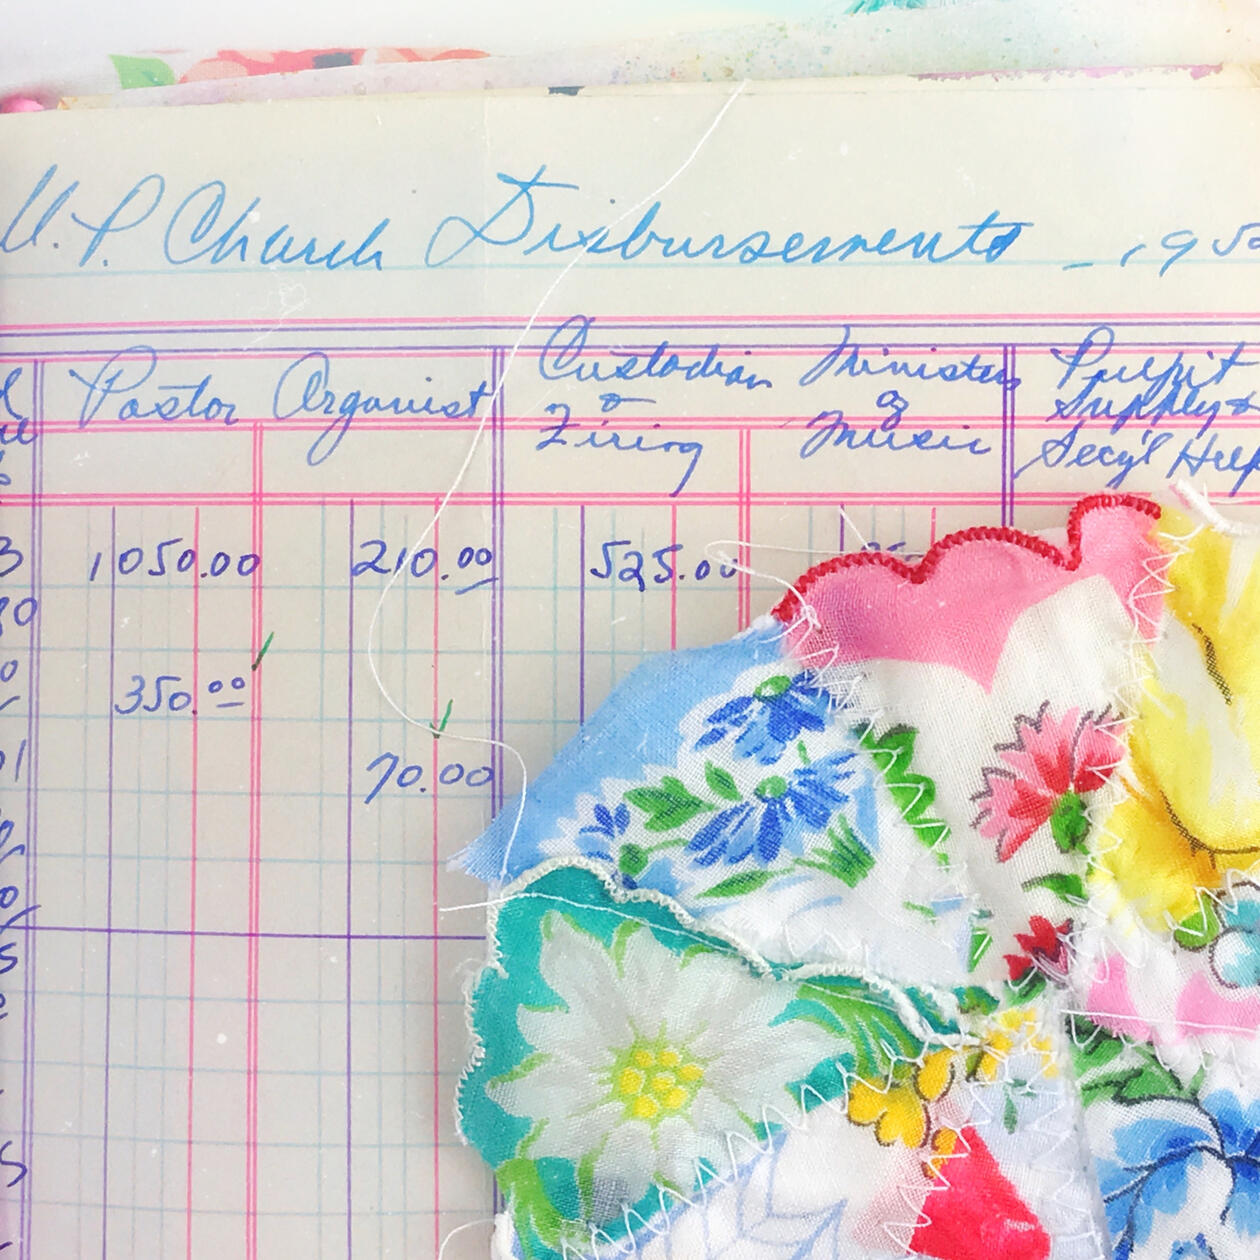 U.P. Church Disbursements - 195
Pastor Organist Custodian & Firing Minister of Music Pulpit Supply & Sec'y'l Help
1050.00 210.00 525.00
350.00
70.00